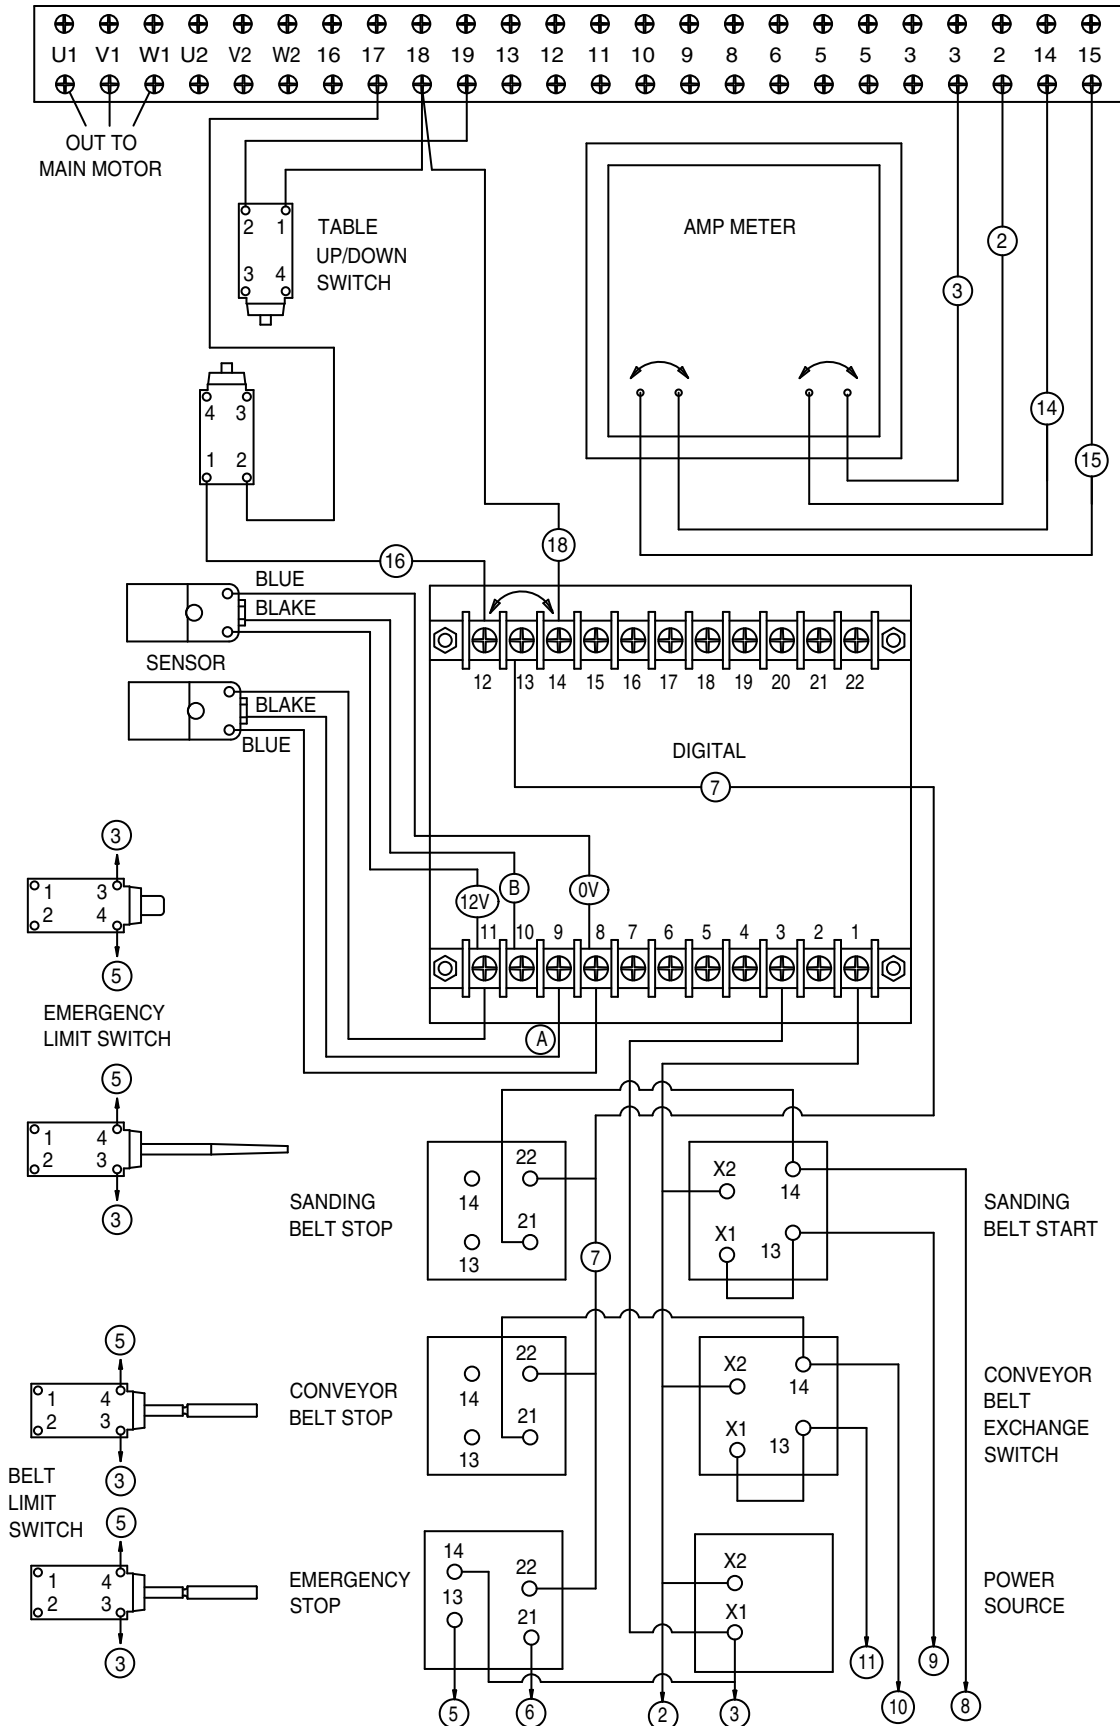 U1 V1 W1 U2 V2 W2 16 17 18 19 13 12 11 10 9 8 6 5 5 3 3 2 14 15
OUT TO
MAIN MOTOR
2 1
3 4
TABLE
UP/DOWN
SWITCH
AMP METER
2
3
14
15
4 3
1 2
16
18
BLUE
BLAKE
SENSOR
BLAKE
BLUE
12 13 14 15 16 17 18 19 20 21 22
DIGITAL
7
12V
B
0V
11 10 9 8 7 6 5 4 3 2 1
A
3
1 3
2 4
5
EMERGENCY
LIMIT SWITCH
5
1 4
2 3
3
SANDING
BELT STOP
22
14
21
13
7
X2
14
X1
13
SANDING
BELT START
5
1 4
2 3
3
CONVEYOR
BELT STOP
22
14
21
13
X2
14
X1
13
CONVEYOR
BELT
EXCHANGE
SWITCH
BELT
LIMIT
SWITCH
5
1 4
2 3
3
EMERGENCY
STOP
14
22
13
21
X2
X1
POWER
SOURCE
5 6 2 3 11 10 9 8